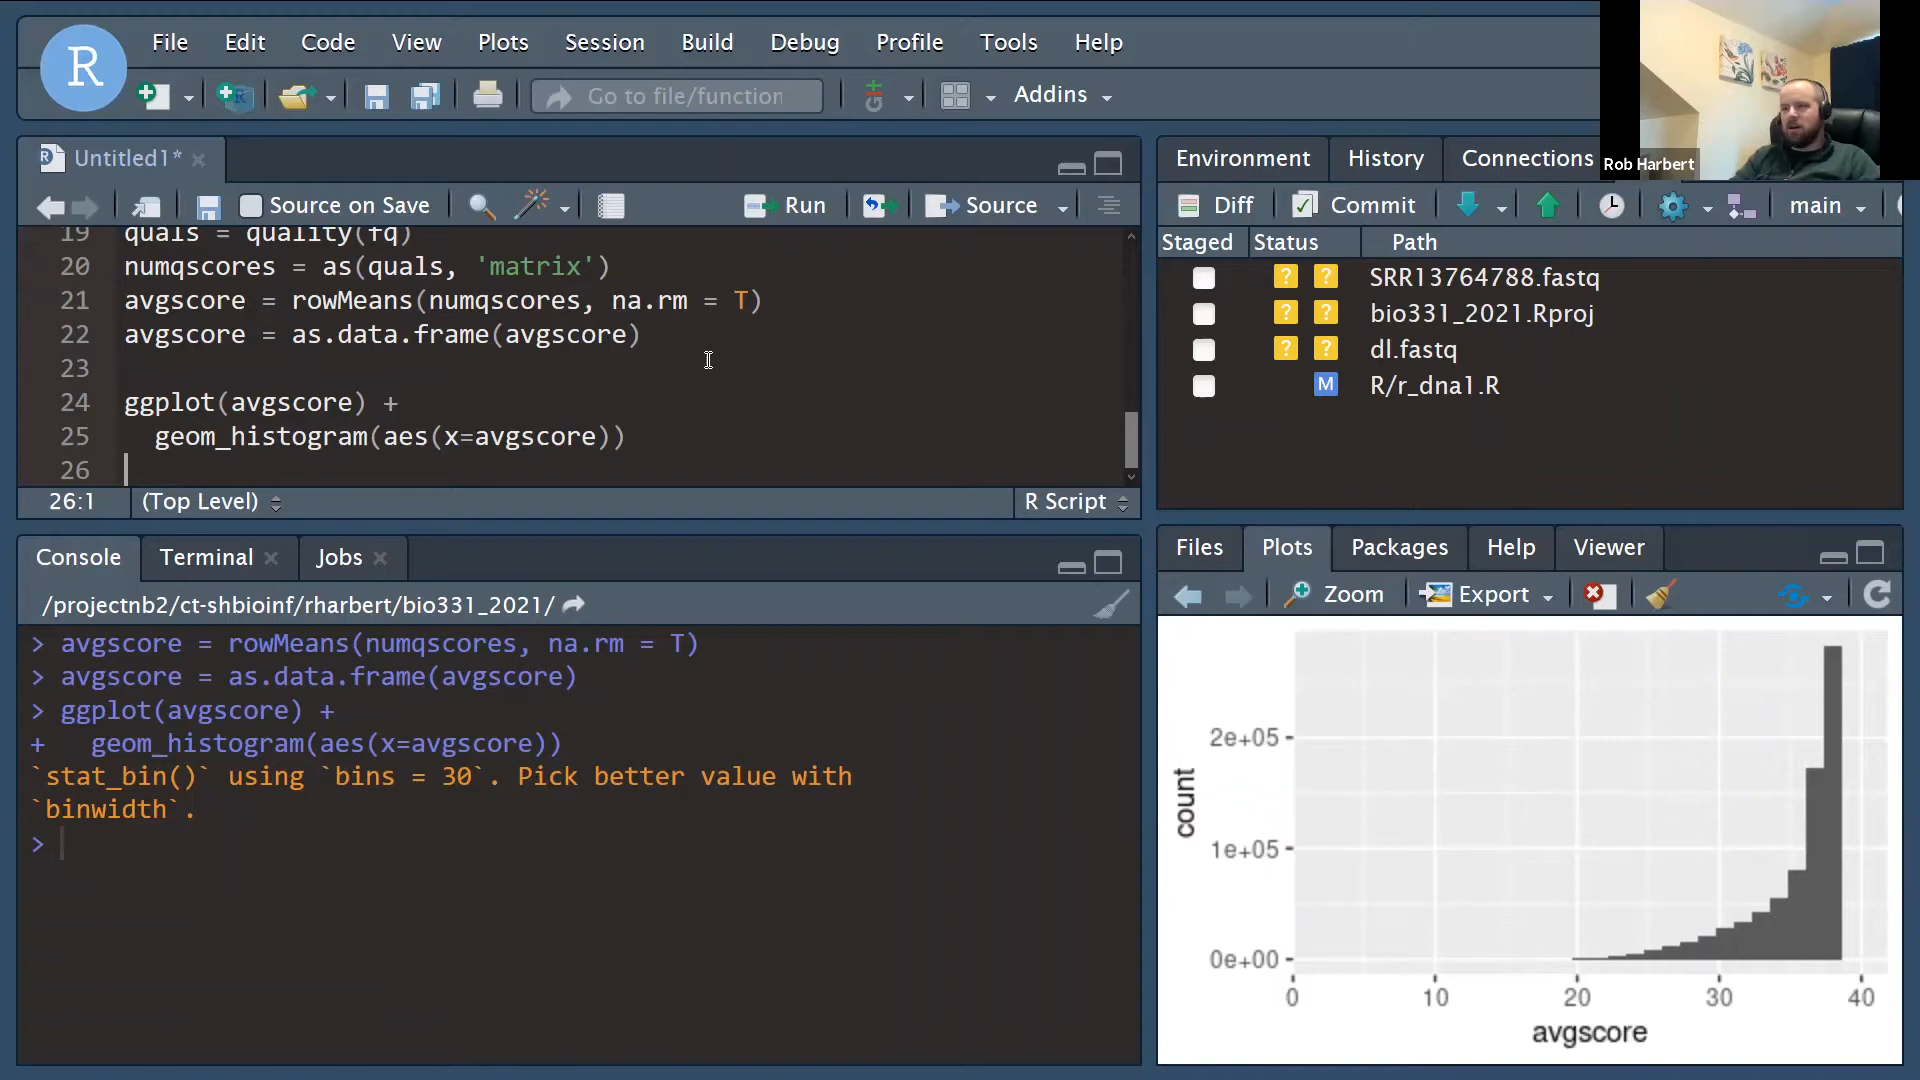 R
File Edit Code View Plots Session Build Debug Profile Tools Help
Go to file/function
Addins
Rob Harbert
Untitled1*
Source on Save
Run
Source
19 quals = quality(fq)
20 numqscores = as(quals, 'matrix')
21 avgscore = rowMeans(numqscores, na.rm = T)
22 avgscore = as.data.frame(avgscore)
23
24 ggplot(avgscore) +
25 geom_histogram(aes(x=avgscore))
26
26:1 (Top Level) R Script
Console Terminal Jobs
/projectnb2/ct-shbioinf/rharbert/bio331_2021/
> avgscore = rowMeans(numqscores, na.rm = T)
> avgscore = as.data.frame(avgscore)
> ggplot(avgscore) +
+ geom_histogram(aes(x=avgscore))
`stat_bin()` using `bins = 30`. Pick better value with
`binwidth`.
>
Environment History Connections
Diff Commit main
Staged Status Path
? ? SRR13764788.fastq
? ? bio331_2021.Rproj
? ? dl.fastq
M R/r_dna1.R
Files Plots Packages Help Viewer
Zoom Export
count
2e+05
1e+05
0e+00
0 10 20 30 40
avgscore